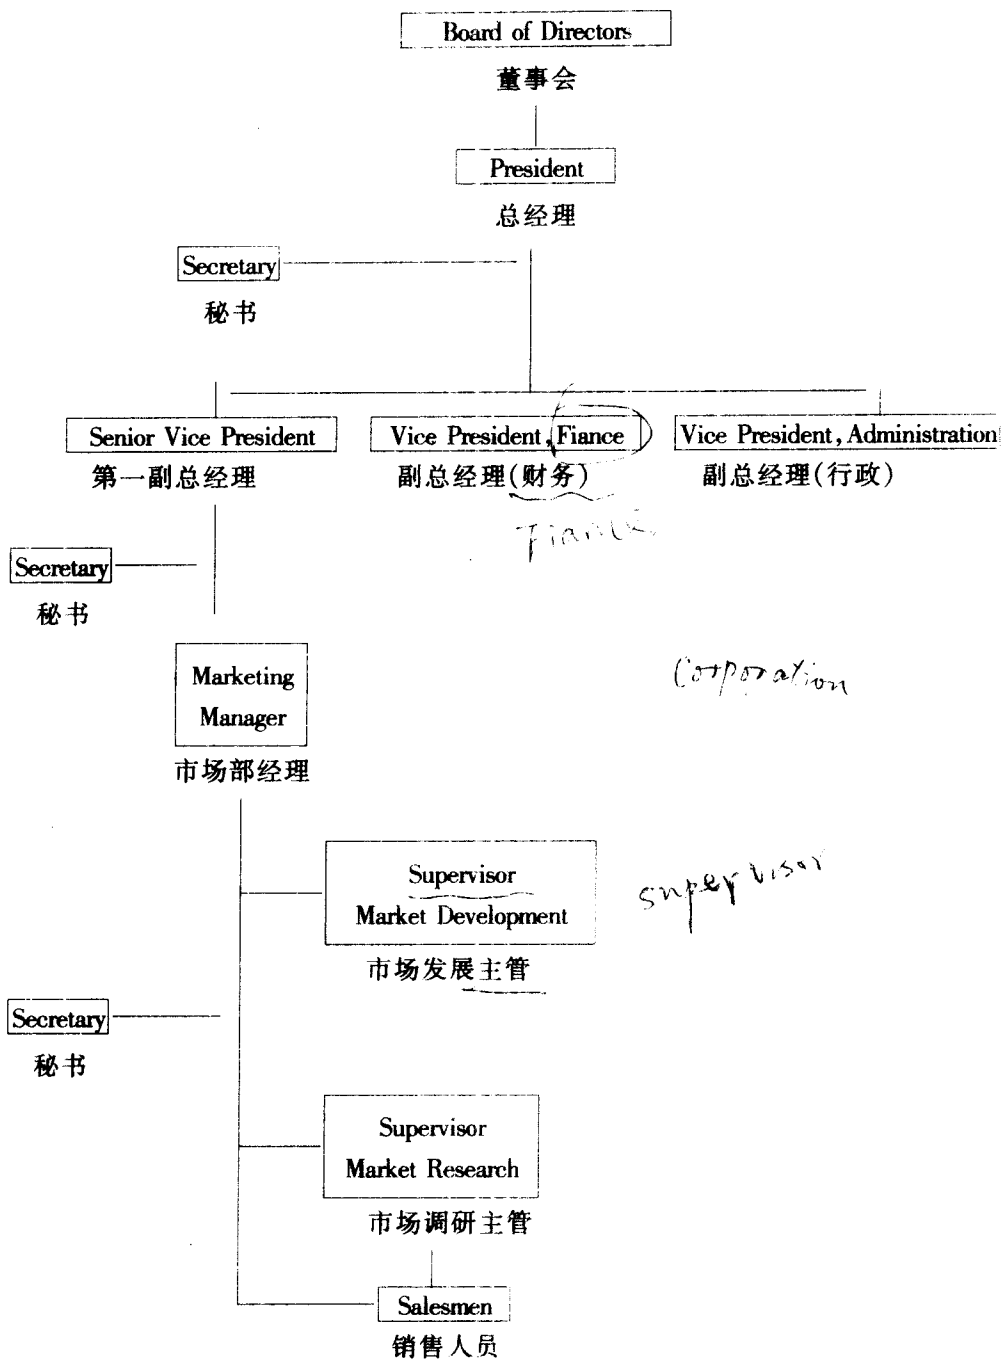 Board of Directors
董事会
President
总经理
Secretary
秘书
Senior Vice President
Vice President, Fiance
Vice President, Administration
第一副总经理
副总经理(财务)
副总经理(行政)
Fiance
Secretary
秘书
Marketing
Manager
市场部经理
Corporation
Supervisor
Market Development
市场发展主管
supervisor
Secretary
秘书
Supervisor
Market Research
市场调研主管
Salesmen
销售人员